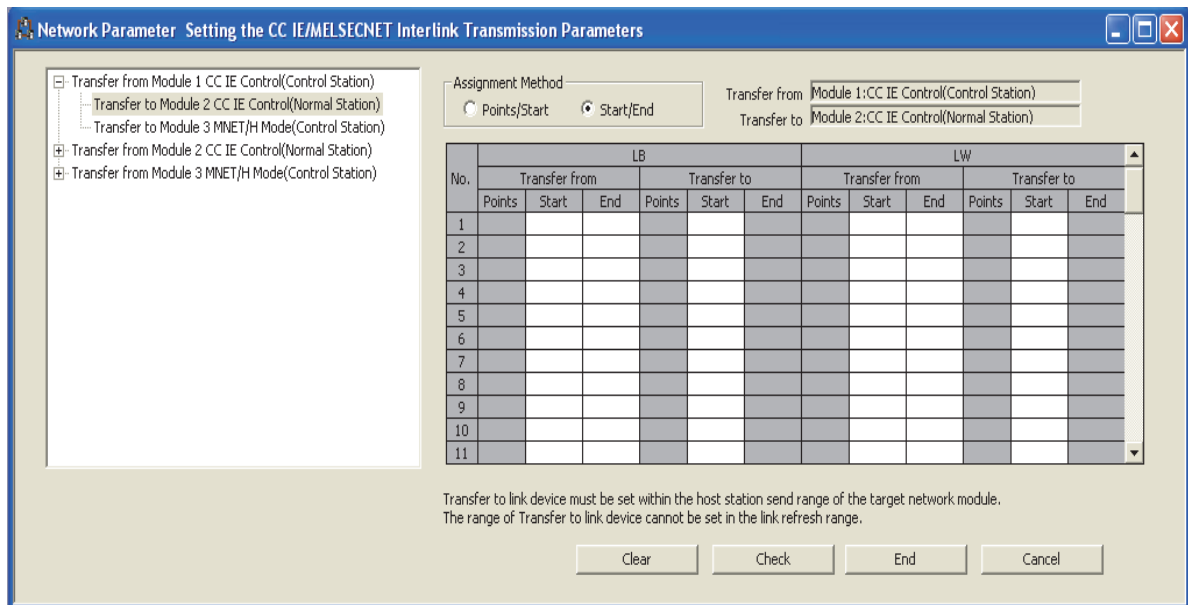 Network Parameter Setting the CC IE/MELSECNET Interlink Transmission Parameters
Transfer from Module 1 CC IE Control(Control Station)
Transfer to Module 2 CC IE Control(Normal Station)
Transfer to Module 3 MNET/H Mode(Control Station)
Transfer from Module 2 CC IE Control(Normal Station)
Transfer from Module 3 MNET/H Mode(Control Station)
Assignment Method
Points/Start Start/End
Transfer from Module 1:CC IE Control(Control Station)
Transfer to Module 2:CC IE Control(Normal Station)
No. LB LW
Transfer from Transfer to Transfer from Transfer to
Points Start End Points Start End Points Start End Points Start End
1
2
3
4
5
6
7
8
9
10
11
Transfer to link device must be set within the host station send range of the target network module.
The range of Transfer to link device cannot be set in the link refresh range.
Clear Check End Cancel